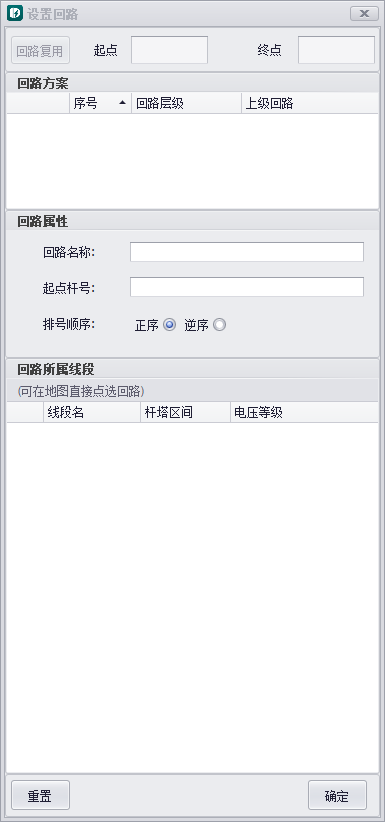 设置回路
回路复用 起点 终点
回路方案
序号 回路层级 上级回路
回路属性
回路名称:
起点杆号:
排号顺序: 正序 逆序
回路所属线段
(可在地图直接点选回路)
线段名 杆塔区间 电压等级
重置 确定